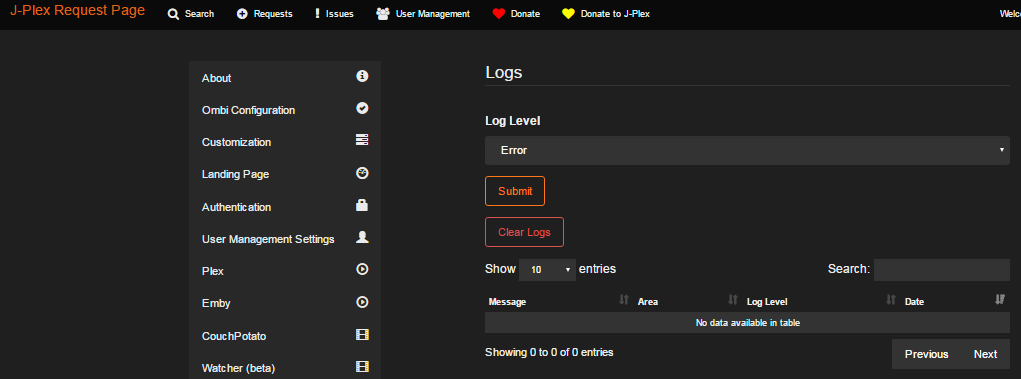 J-Plex Request Page Search Requests Issues User Management Donate Donate to J-Plex Welco
About
Ombi Configuration
Customization
Landing Page
Authentication
User Management Settings
Plex
Emby
CouchPotato
Watcher (beta)
Logs
Log Level
Error
Submit
Clear Logs
Show 10 entries Search:
Message Area Log Level Date
No data available in table
Showing 0 to 0 of 0 entries Previous Next